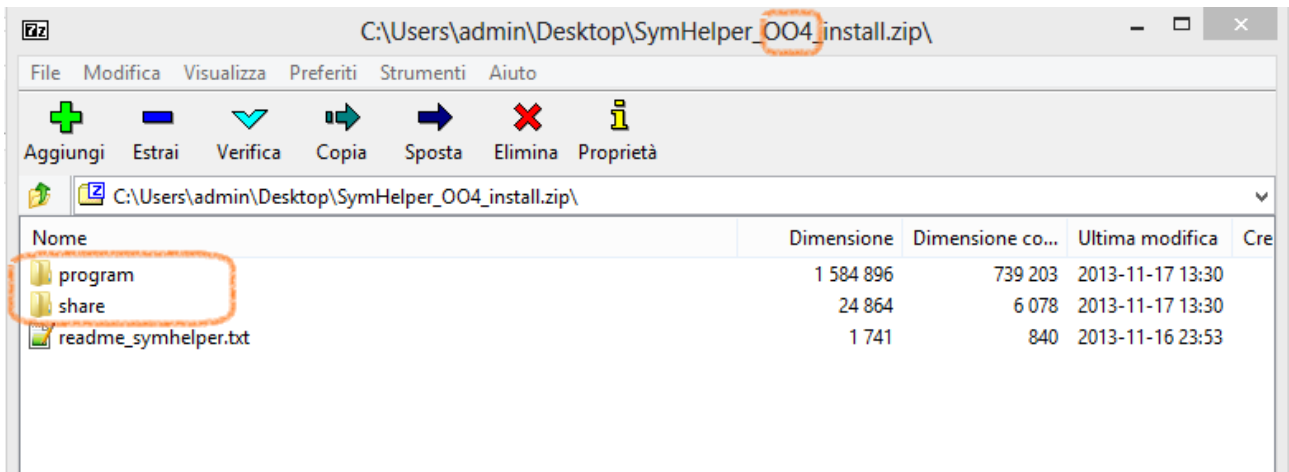 7z C:\Users\admin\Desktop\SymHelper_OO4_install.zip\
File Modifica Visualizza Preferiti Strumenti Aiuto
Aggiungi Estrai Verifica Copia Sposta Elimina Proprietà
C:\Users\admin\Desktop\SymHelper_OO4_install.zip\
Nome Dimensione Dimensione co... Ultima modifica Cre
program 1 584 896 739 203 2013-11-17 13:30
share 24 864 6 078 2013-11-17 13:30
readme_symhelper.txt 1 741 840 2013-11-16 23:53